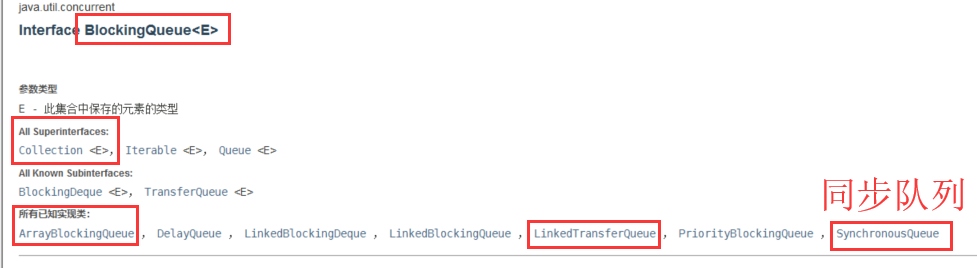 java.util.concurrent
Interface BlockingQueue<E>
参数类型
E - 此集合中保存的元素的类型
All Superinterfaces:
Collection <E>, Iterable <E>, Queue <E>
All Known Subinterfaces:
BlockingDeque <E>, TransferQueue <E>
同步队列
所有已知实现类:
ArrayBlockingQueue , DelayQueue , LinkedBlockingDeque , LinkedBlockingQueue , LinkedTransferQueue , PriorityBlockingQueue , SynchronousQueue